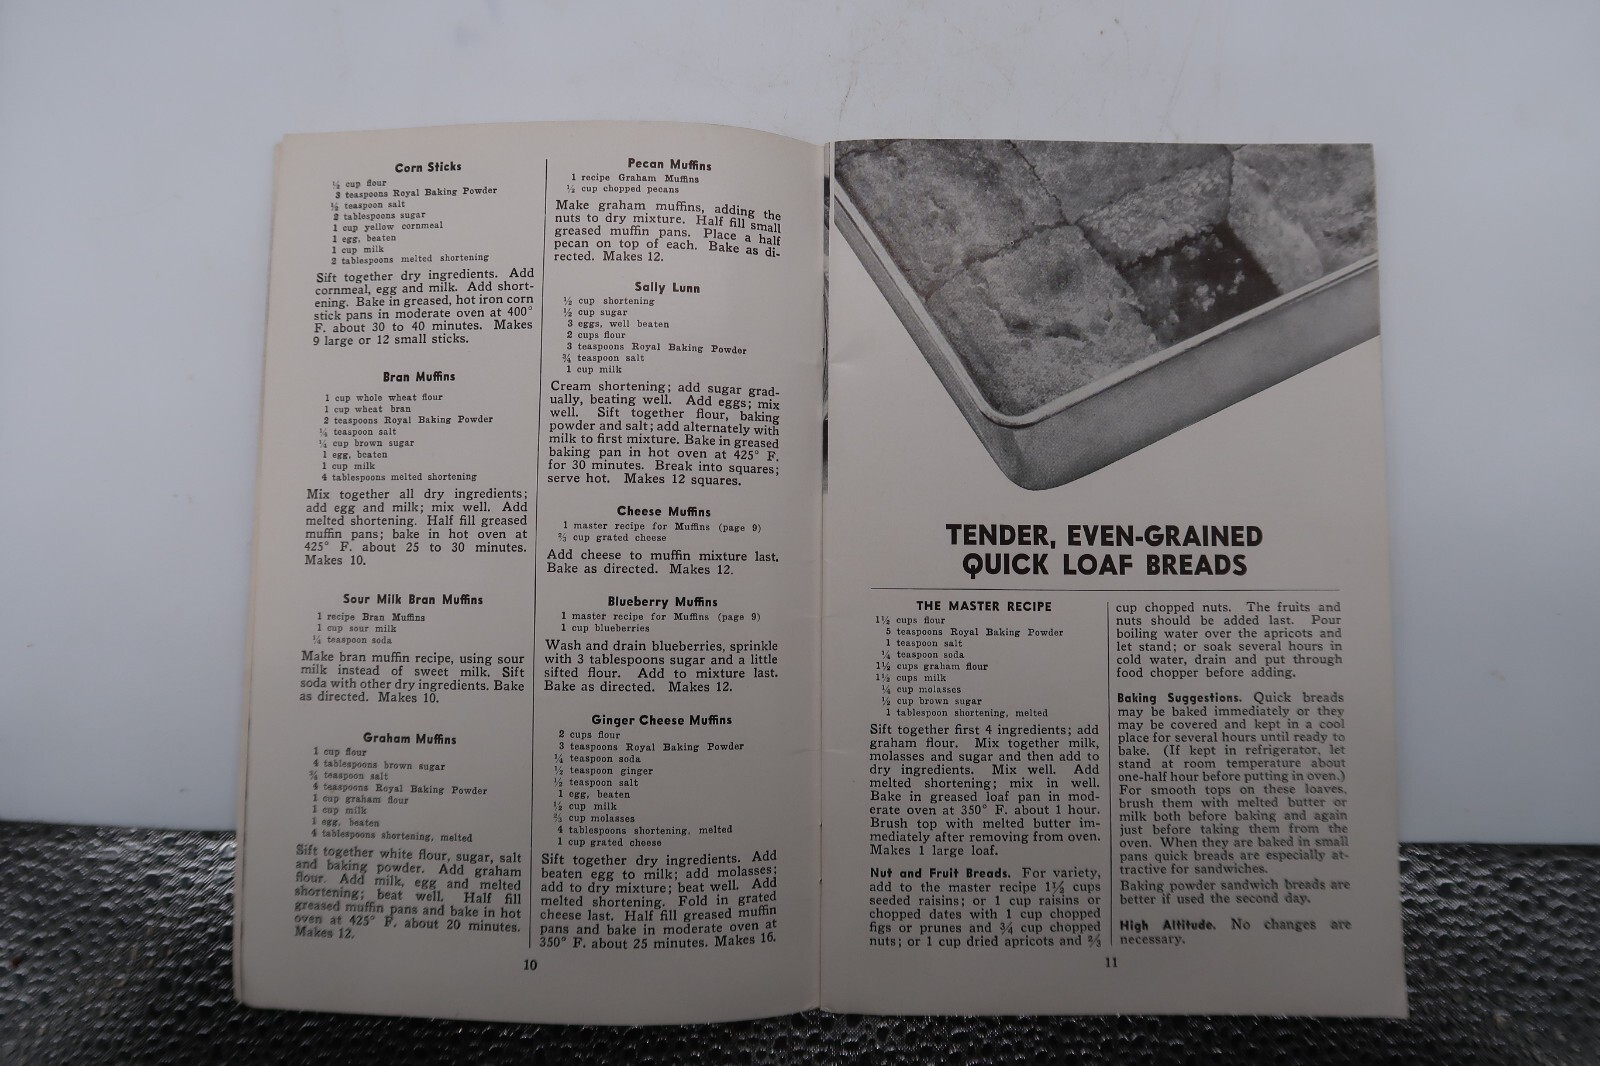 Corn Sticks
½ cup flour
3 teaspoons Royal Baking Powder
½ teaspoon salt
2 tablespoons sugar
1 cup yellow cornmeal
1 egg, beaten
1 cup milk
2 tablespoons melted shortening
Sift together dry ingredients. Add
cornmeal, egg and milk. Add short-
ening. Bake in greased, hot iron corn
stick pans in moderate oven at 400°
F. about 30 to 40 minutes. Makes
9 large or 12 small sticks.
Bran Muffins
1 cup whole wheat flour
1 cup wheat bran
2 teaspoons Royal Baking Powder
teaspoon salt
cup brown sugar
1 egg, beaten
1 cup milk
4 tablespoons melted shortening
Mix together all dry ingredients;
add egg and milk; mix well. Add
melted shortening. Half fill greased
muffin pans; bake in hot oven at
425° F. about 25 to 30 minutes.
Makes 10.
Sour Milk Bran Muffins
1 recipe Bran Muffins
1 cup sour milk
teaspoon soda
Make bran muffin recipe, using sour
milk instead of sweet milk. Sift
soda with other dry ingredients. Bake
as directed. Makes 10.
Graham Muffins
1 cup flour
4 tablespoons brown sugar
teaspoon salt
4 teaspoons Royal Baking Powder
1 cup graham flour
1 cup milk
1 egg, beaten
4 tablespoons shortening, melted
Sift together white flour, sugar, salt
and baking powder. Add graham
flour. Add milk, egg and melted
shortening; beat well. Half fill
greased muffin pans and bake in hot
oven at 425° F. about 20 minutes.
Makes 12.
Pecan Muffins
1 recipe Graham Muffins
½ cup chopped pecans
Make graham muffins, adding the
nuts to dry mixture. Half fill small
greased muffin pans. Place a half
pecan on top of each. Bake as di-
rected. Makes 12.
Sally Lunn
½ cup shortening
½ cup sugar
3 eggs, well beaten
2 cups flour
3 teaspoons Royal Baking Powder
¾ teaspoon salt
1 cup milk
Cream shortening; add sugar grad-
ually, beating well. Add eggs; mix
well. Sift together flour, baking
powder and salt; add alternately with
milk to first mixture. Bake in greased
baking pan in hot oven at 425° F.
for 30 minutes. Break into squares;
serve hot. Makes 12 squares.
Cheese Muffins
1 master recipe for Muffins (page 9)
⅔ cup grated cheese
Add cheese to muffin mixture last.
Bake as directed. Makes 12.
Blueberry Muffins
1 master recipe for Muffins (page 9)
1 cup blueberries
Wash and drain blueberries, sprinkle
with 3 tablespoons sugar and a little
sifted flour. Add to mixture last.
Bake as directed. Makes 12.
Ginger Cheese Muffins
2 cups flour
3 teaspoons Royal Baking Powder
¼ teaspoon soda
½ teaspoon ginger
½ teaspoon salt
1 egg, beaten
½ cup milk
⅔ cup molasses
4 tablespoons shortening, melted
1 cup grated cheese
Sift together dry ingredients. Add
beaten egg to milk; add molasses;
add to dry mixture; beat well. Add
melted shortening. Fold in grated
cheese last. Half fill greased muffin
pans and bake in moderate oven at
350° F. about 25 minutes. Makes 16.
10
TENDER, EVEN-GRAINED
QUICK LOAF BREADS
THE MASTER RECIPE
1½ cups flour
5 teaspoons Royal Baking Powder
1 teaspoon salt
¼ teaspoon soda
1½ cups graham flour
1½ cups milk
¼ cup molasses
½ cup brown sugar
1 tablespoon shortening, melted
Sift together first 4 ingredients; add
graham flour. Mix together milk,
molasses and sugar and then add to
dry ingredients. Mix well. Add
melted shortening; mix in well.
Bake in greased loaf pan in mod-
erate oven at 350° F. about 1 hour.
Brush top with melted butter im-
mediately after removing from oven.
Makes 1 large loaf.
Nut and Fruit Breads. For variety,
add to the master recipe 1½ cups
seeded raisins; or 1 cup raisins or
chopped dates with 1 cup chopped
figs or prunes and ¾ cup chopped
nuts; or 1 cup dried apricots and ⅔
cup chopped nuts. The fruits and
nuts should be added last. Pour
boiling water over the apricots and
let stand; or soak several hours in
cold water, drain and put through
food chopper before adding.
Baking Suggestions. Quick breads
may be baked immediately or they
may be covered and kept in a cool
place for several hours until ready to
bake. (If kept in refrigerator, let
stand at room temperature about
one-half hour before putting in oven.)
For smooth tops on these loaves,
brush them with melted butter or
milk both before baking and again
just before taking them from the
oven. When they are baked in small
pans quick breads are especially at-
tractive for sandwiches.
Baking powder sandwich breads are
better if used the second day.
High Altitude. No changes are
necessary.
11